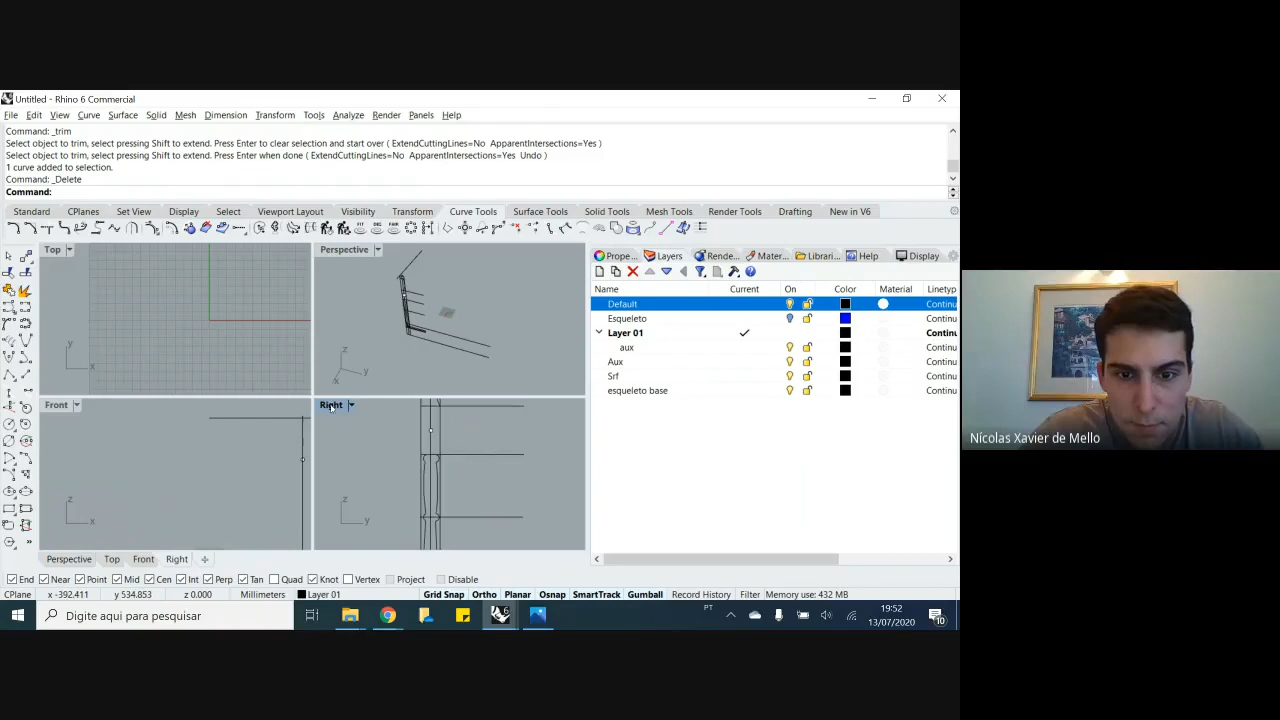 Untitled - Rhino 6 Commercial
File Edit View Curve Surface Solid Mesh Dimension Transform Tools Analyze Render Panels Help
Command: _trim
Select object to trim, select pressing Shift to extend. Press Enter to clear selection and start over ( ExtendCuttingLines=No ApparentIntersections=Yes )
Select object to trim, select pressing Shift to extend. Press Enter when done ( ExtendCuttingLines=No ApparentIntersections=Yes Undo )
1 curve added to selection.
Command: _Delete
Command:
Standard CPlanes Set View Display Select Viewport Layout Visibility Transform Curve Tools Surface Tools Solid Tools Mesh Tools Render Tools Drafting New in V6
Top
Perspective
Prope... Layers Rende... Mater... Librari... Help Display
Name Current On Color Material Linetyp
Default Continu
Esqueleto Continu
Layer 01 Continu
aux Continu
Aux Continu
Srf Continu
esqueleto base Continu
y
x
z
y
x
Front
Right
z
x
z
y
Perspective Top Front Right
End Near Point Mid Cen Int Perp Tan Quad Knot Vertex Project Disable
CPlane x -392.411 y 534.853 z 0.000 Millimeters Layer 01 Grid Snap Ortho Planar Osnap SmartTrack Gumball Record History Filter Memory use: 432 MB
Digite aqui para pesquisar
PT
19:52
13/07/2020
10
Nícolas Xavier de Mello